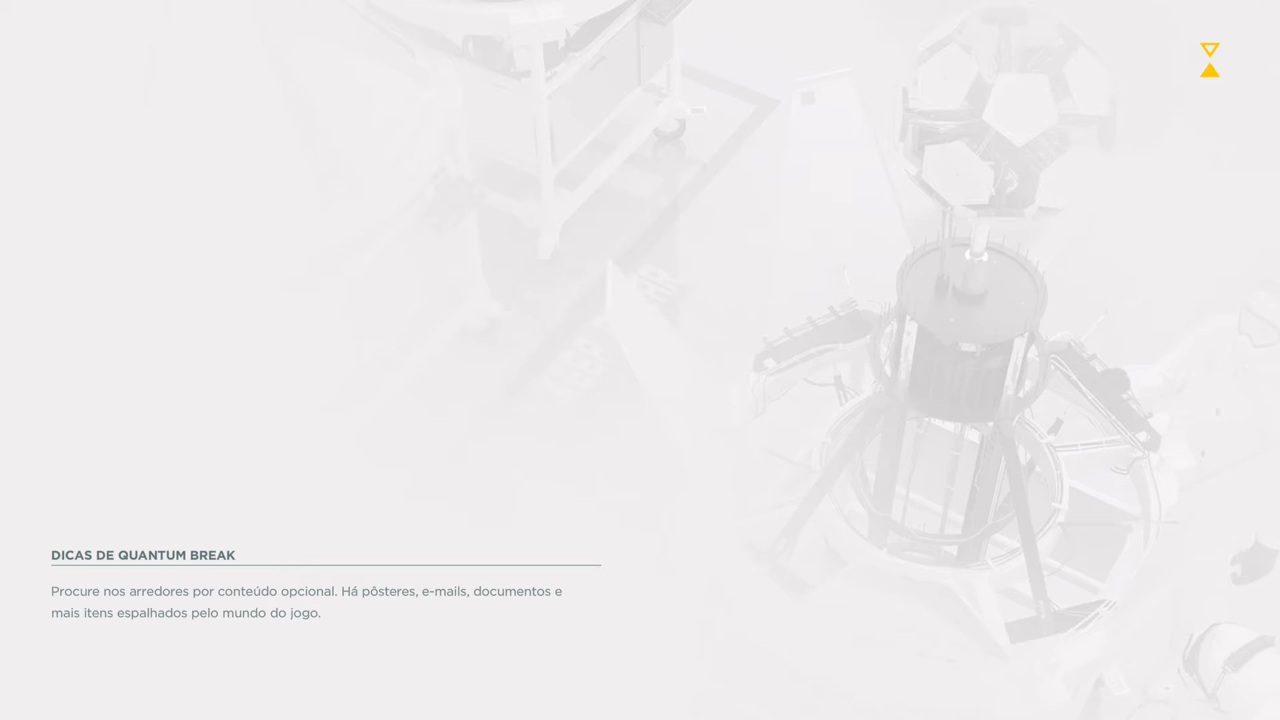 DICAS DE QUANTUM BREAK
Procure nos arredores por conteúdo opcional. Há pôsteres, e-mails, documentos e
mais itens espalhados pelo mundo do jogo.